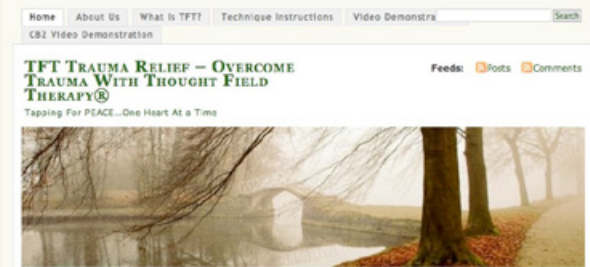 Home About Us What is TFT? Technique Instructions Video Demonstra Search
CB2 Video Demonstration
TFT Trauma Relief – Overcome
Trauma With Thought Field
Therapy®
Feeds: Posts Comments
Tapping For PEACE...One Heart At a Time